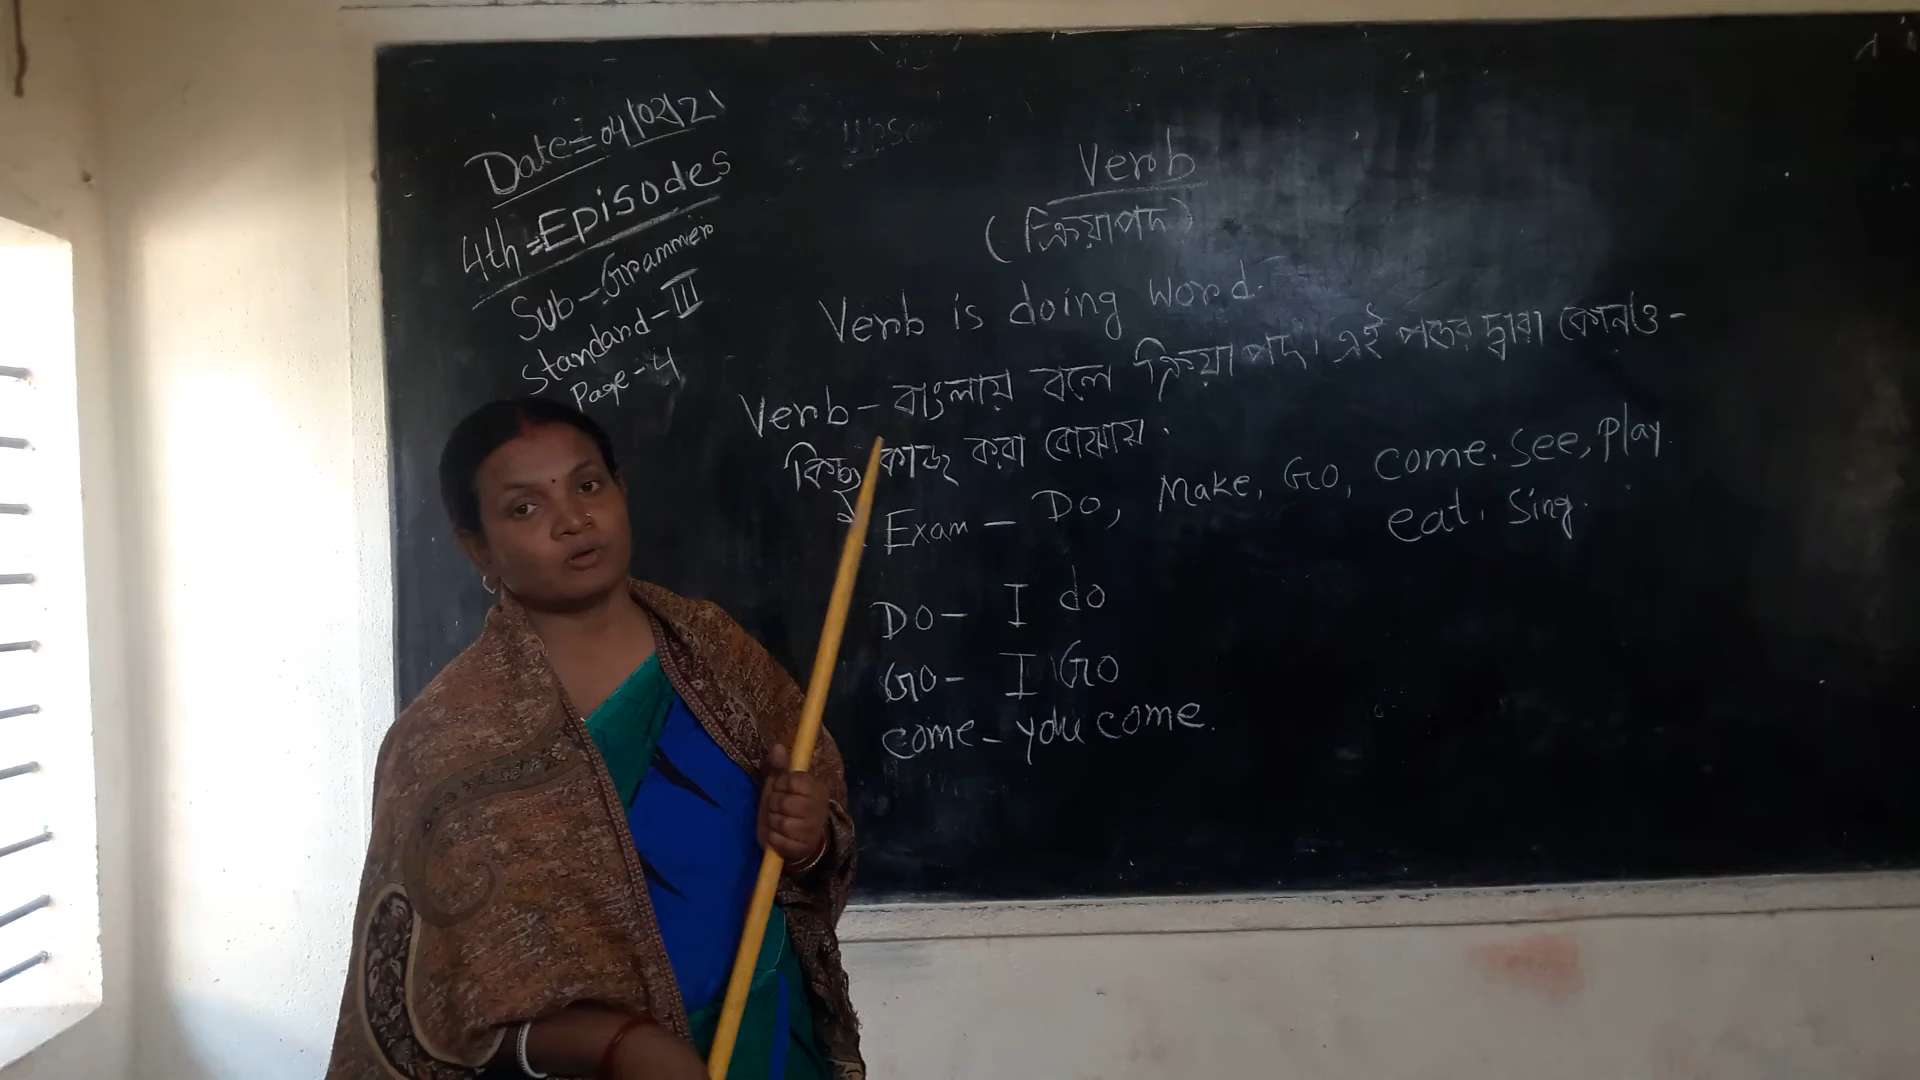 Date= 04/02/21
4th = Episodes
Sub - Grammer
Standard - III
Page - 4
Verb
(ক্রিয়াপদ)
Verb is doing word.
Verb - বাংলায় বলে ক্রিয়া পদ। এই পদের দ্বারা কোনও -
কিছু কাজ করা বোঝায়.
Exam - Do, Make, Go, come. See, Play.
eat. Sing.
Do - I do
Go - I Go
come - you come.